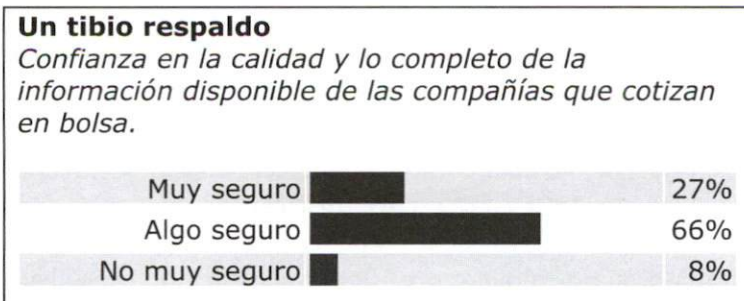 Un tibio respaldo
Confianza en la calidad y lo completo de la
información disponible de las compañías que cotizan
en bolsa.
Muy seguro 27%
Algo seguro 66%
No muy seguro 8%